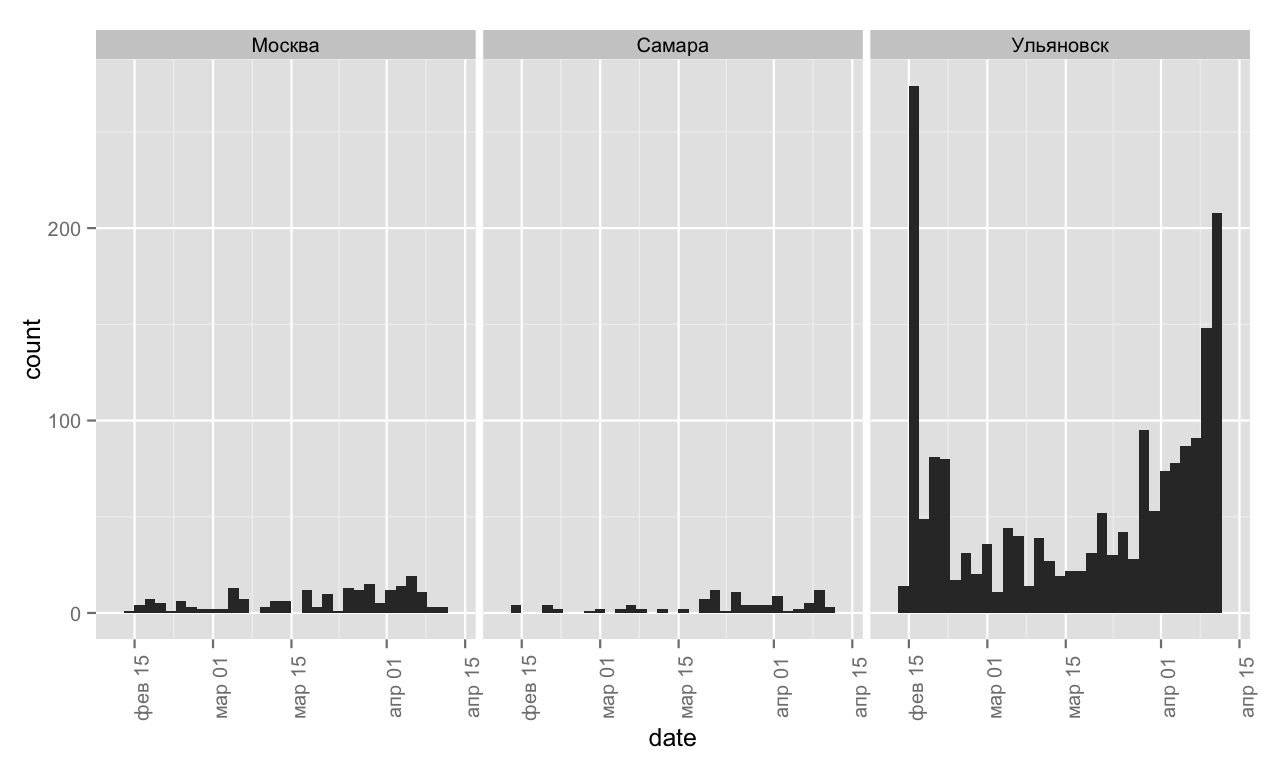 Москва
Самара
Ульяновск
count
200
100
0
фев 15
мар 01
мар 15
апр 01
апр 15
фев 15
мар 01
мар 15
апр 01
апр 15
фев 15
мар 01
мар 15
апр 01
апр 15
date